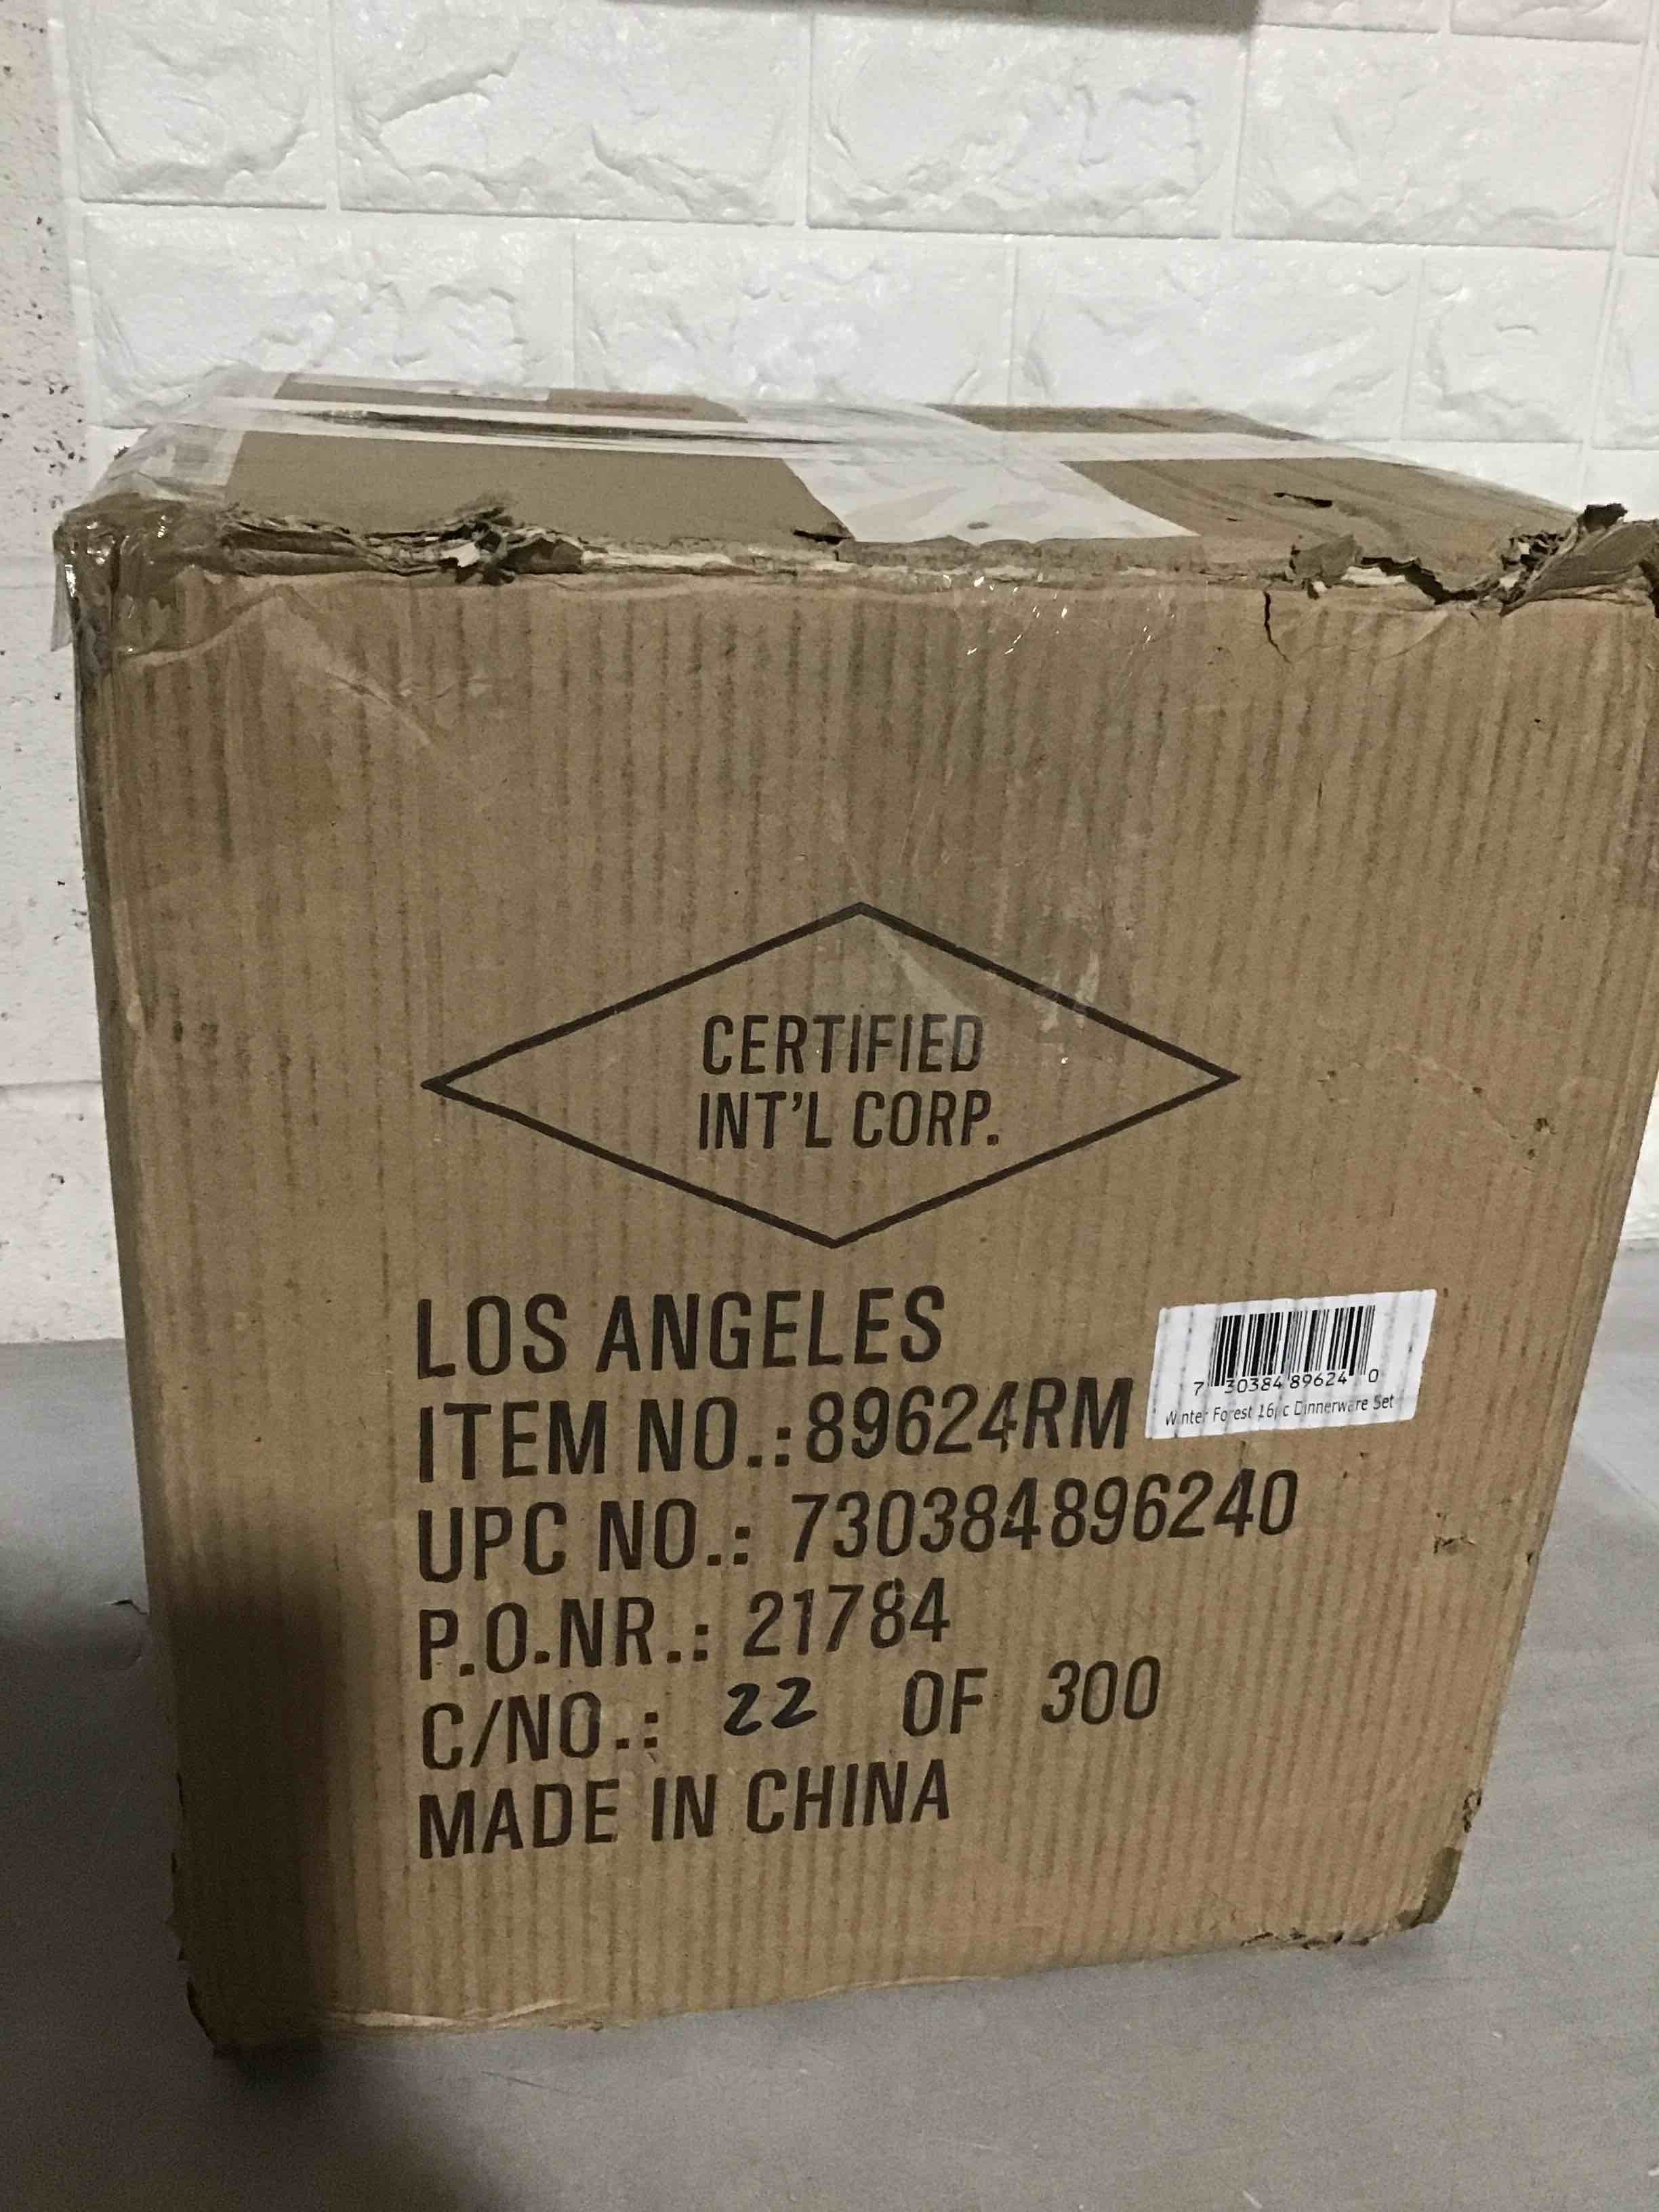 CERTIFIED
INT'L CORP.
LOS ANGELES
ITEM NO.:89624RM
7 30384 89624 0
Winter Forest 16pc Dinnerware Set
UPC NO.: 730384896240
P.O.NR.: 21784
C/NO.: 22 OF 300
MADE IN CHINA